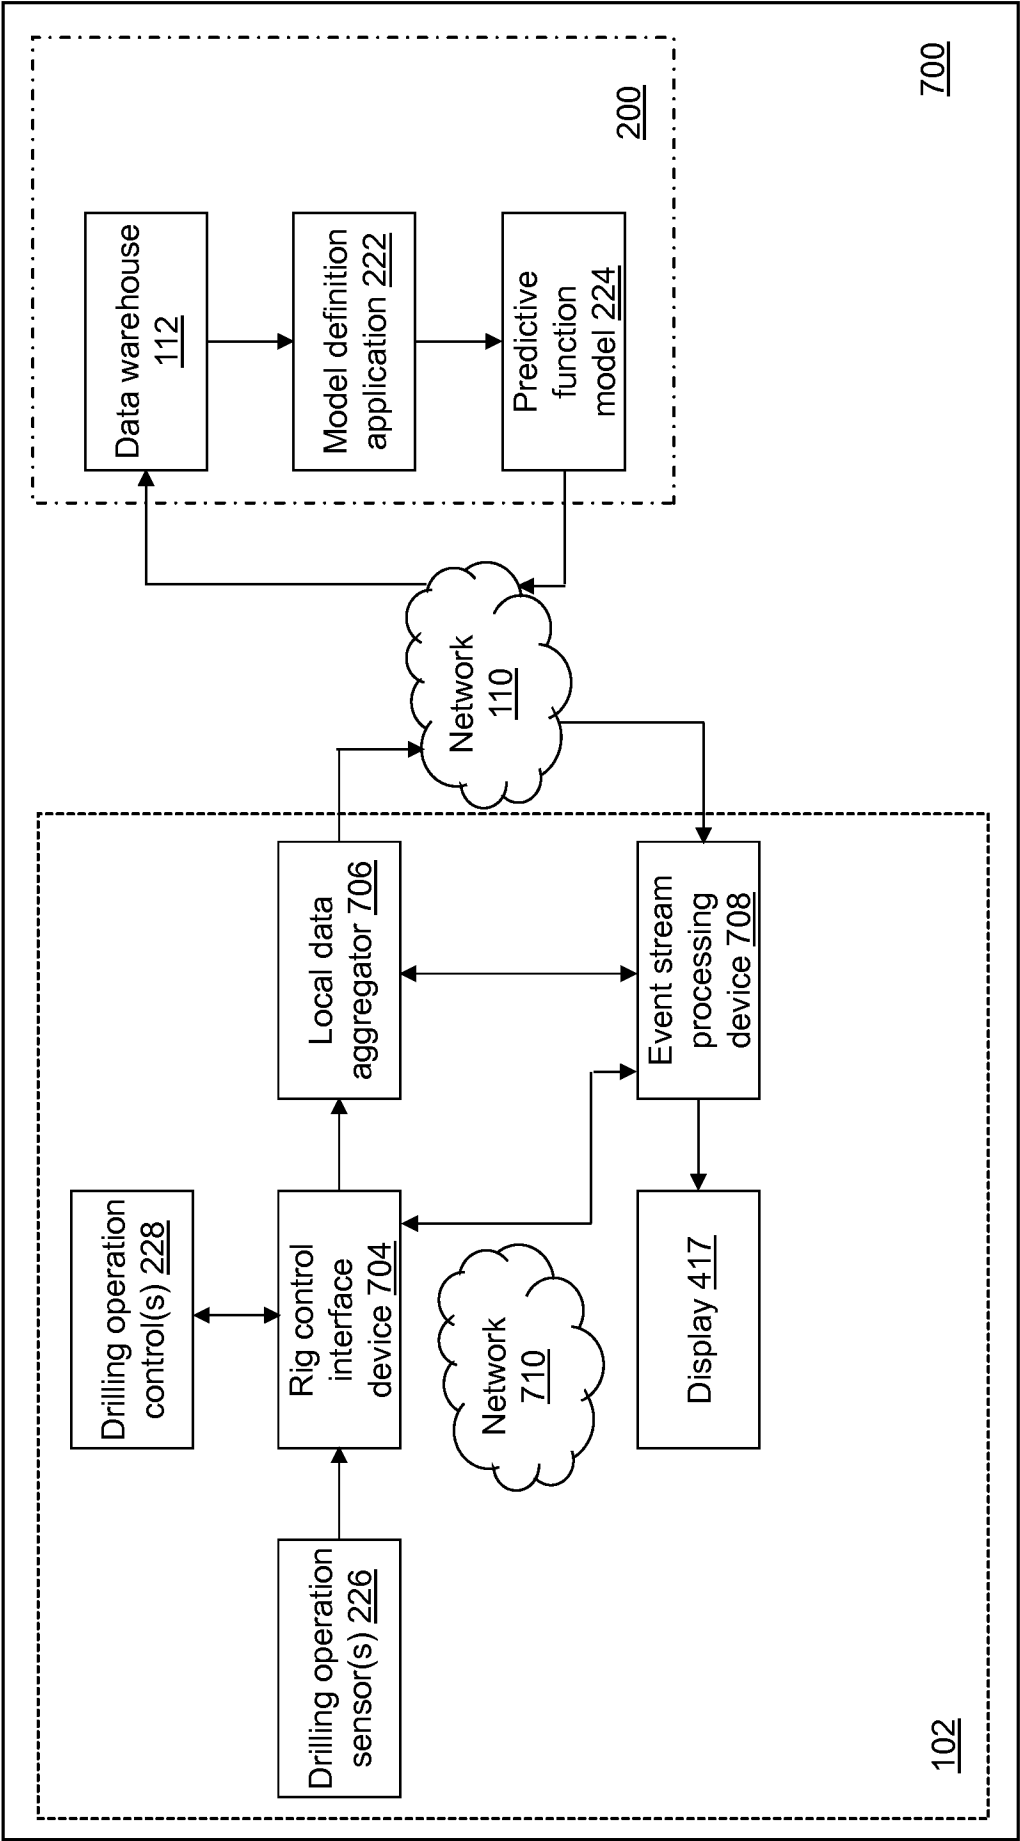 Drilling operation
control(s) 228
Data warehouse
112
Drilling operation
sensor(s) 226
Rig control
interface
device 704
Local data
aggregator 706
Model definition
application 222
Network
110
Network
710
Predictive
function
model 224
Display 417
Event stream
processing
device 708
200
102
700